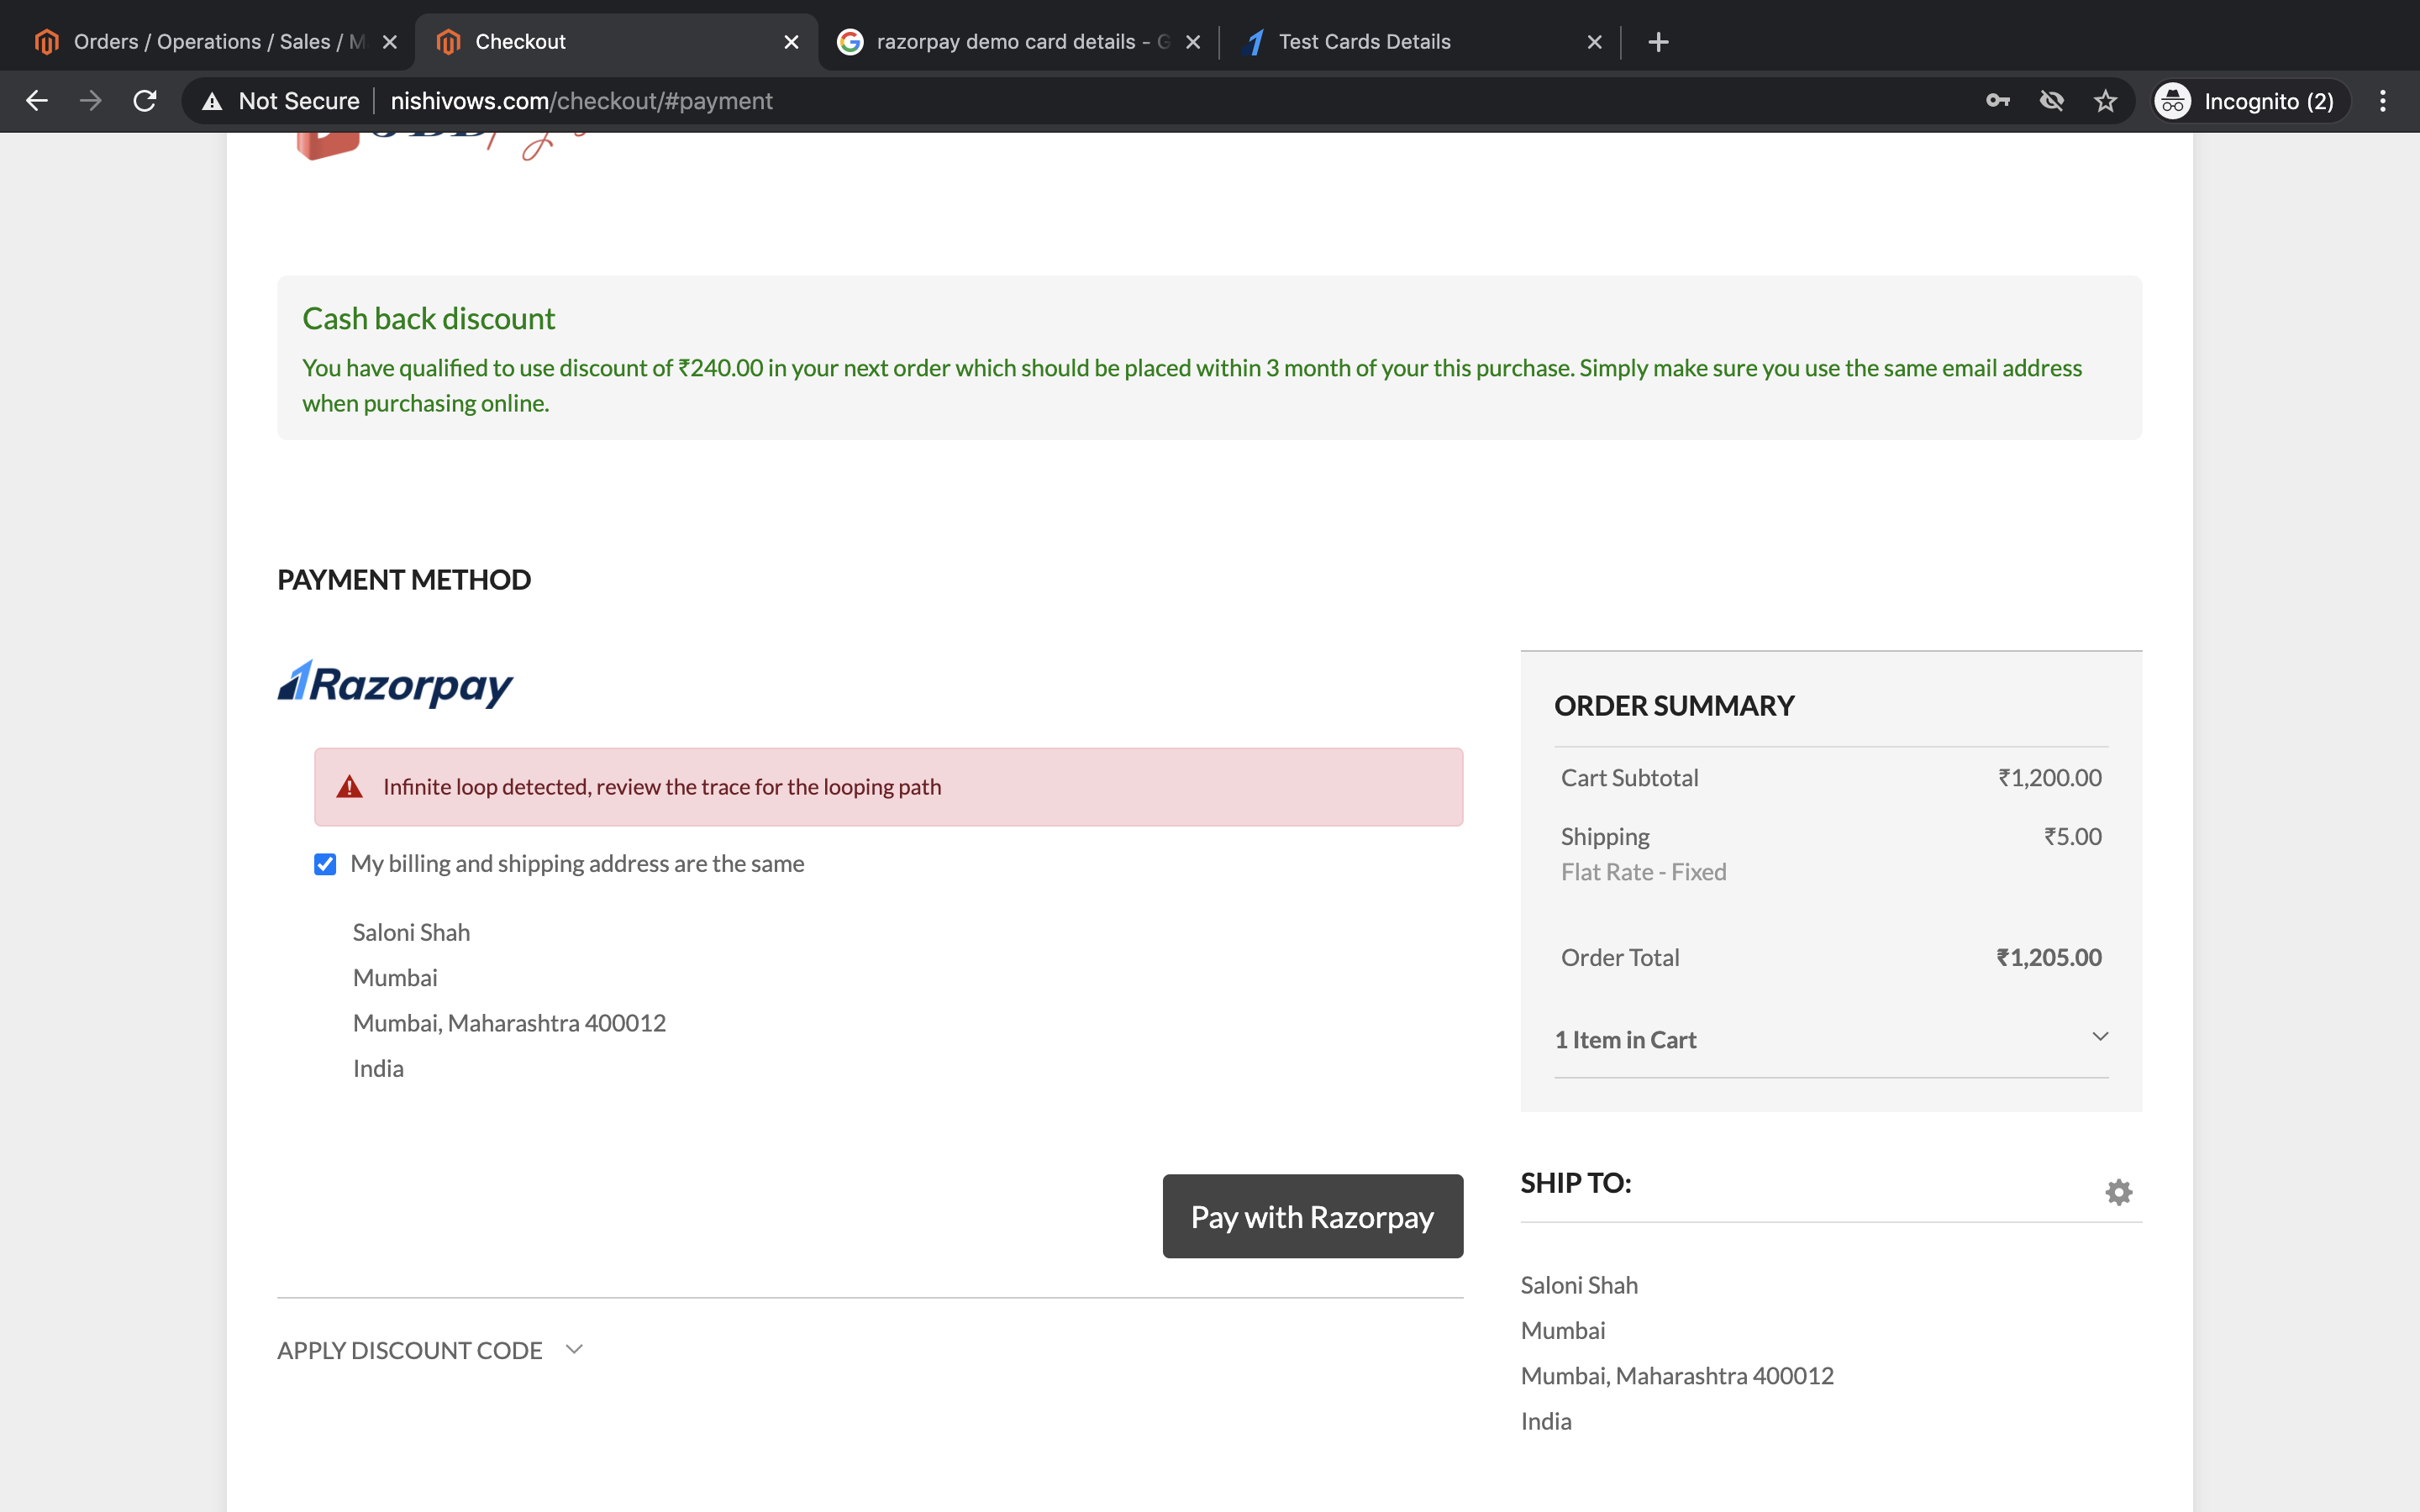 Orders / Operations / Sales / M
Checkout
razorpay demo card details - G
Test Cards Details
Not Secure
nishivows.com/checkout/#payment
Incognito (2)
Cash back discount
You have qualified to use discount of ₹240.00 in your next order which should be placed within 3 month of your this purchase. Simply make sure you use the same email address
when purchasing online.
PAYMENT METHOD
Razorpay
Infinite loop detected, review the trace for the looping path
My billing and shipping address are the same
Saloni Shah
Mumbai
Mumbai, Maharashtra 400012
India
Pay with Razorpay
APPLY DISCOUNT CODE
ORDER SUMMARY
Cart Subtotal ₹1,200.00
Shipping ₹5.00
Flat Rate - Fixed
Order Total ₹1,205.00
1 Item in Cart
SHIP TO:
Saloni Shah
Mumbai
Mumbai, Maharashtra 400012
India